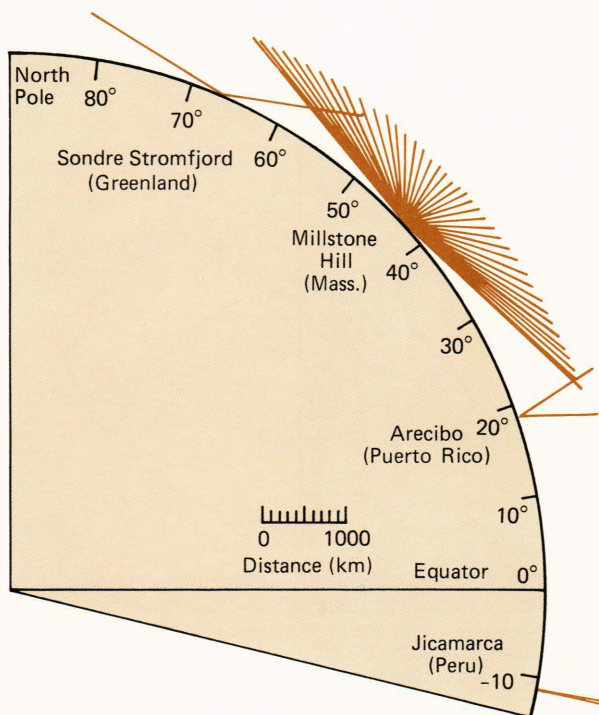 North
Pole
80°
70°
Sondre Stromfjord
(Greenland)
60°
50°
Millstone
Hill
(Mass.)
40°
30°
20°
Arecibo
(Puerto Rico)
10°
0 1000
Distance (km)
Equator 0°
Jicamarca
(Peru)
-10